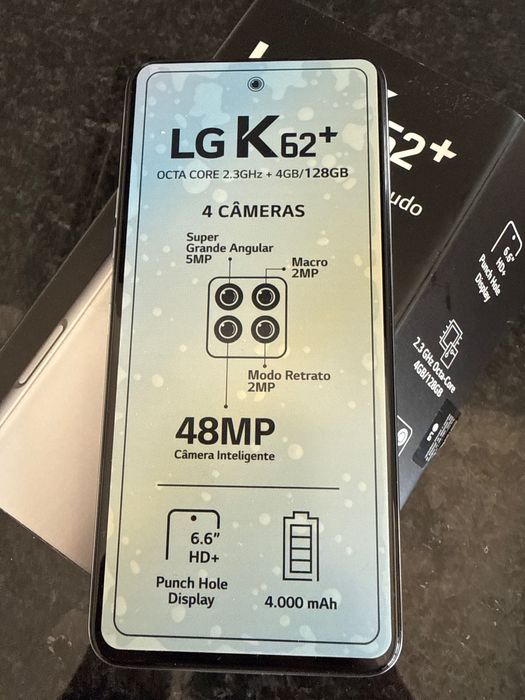 LG K62+
OCTA CORE 2.3GHz + 4GB/128GB
4 CÂMERAS
Super
Grande Angular
5MP
Macro
2MP
Modo Retrato
2MP
48MP
Câmera Inteligente
6.6”
HD+
Punch Hole
Display
4.000 mAh
62+
udo
6.6"
HD+
Punch Hole
Display
2.3 GHz Octa-Core
4GB/128GB
LG